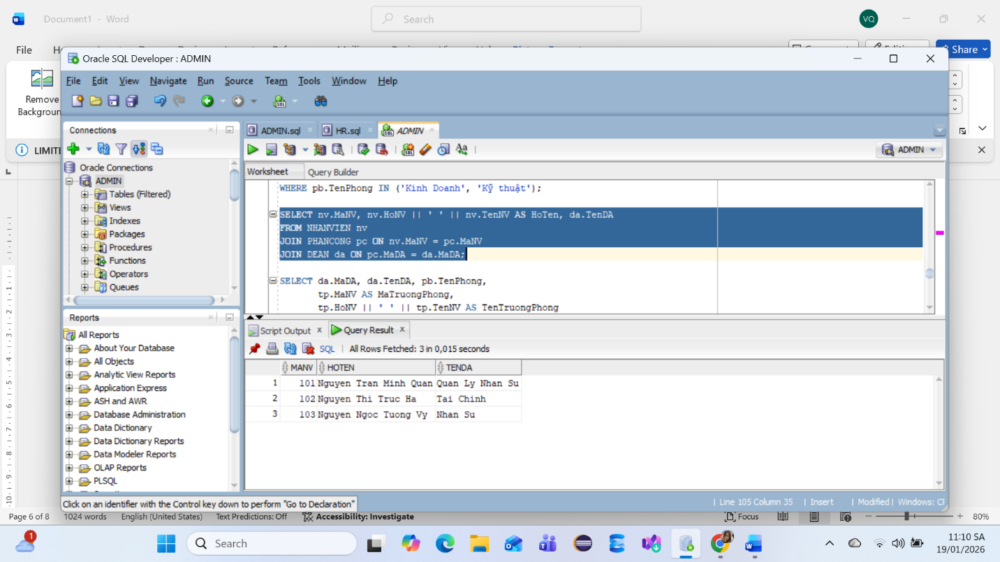 Document1 - Word
Search
VQ
File
Share
Remove
Background
LIMITE
Oracle SQL Developer : ADMIN
File Edit View Navigate Run Source Team Tools Window Help
Connections
Oracle Connections
ADMIN
Tables (Filtered)
Views
Indexes
Packages
Procedures
Functions
Operators
Queues
Reports
All Reports
About Your Database
All Objects
Analytic View Reports
Application Express
ASH and AWR
Database Administration
Data Dictionary
Data Dictionary Reports
Data Modeler Reports
OLAP Reports
PLSQL
ADMIN.sql HR.sql ADMIN
ADMIN
Worksheet Query Builder
WHERE pb.TenPhong IN ('Kinh Doanh', 'Kỹ thuật');
SELECT nv.MaNV, nv.HoNV || ' ' || nv.TenNV AS HoTen, da.TenDA
FROM NHANVIEN nv
JOIN PHANCONG pc ON nv.MaNV = pc.MaNV
JOIN DEAN da ON pc.MaDA = da.MaDA;
SELECT da.MaDA, da.TenDA, pb.TenPhong,
tp.MaNV AS MaTruongPhong,
tp.HoNV || ' ' || tp.TenNV AS TenTruongPhong
Script Output Query Result
SQL | All Rows Fetched: 3 in 0,015 seconds
MANV HOTEN TENDA
1 101 Nguyen Tran Minh Quan Quan Ly Nhan Su
2 102 Nguyen Thi Truc Ha Tai Chinh
3 103 Nguyen Ngoc Tuong Vy Nhan Su
Click on an identifier with the Control key down to perform "Go to Declaration"
| Line 105 Column 35 | Insert | Modified | Windows: CF
Page 6 of 8 1024 words English (United States) Text Predictions: Off Accessibility: Investigate Focus 80%
1
Search
11:10 SA
19/01/2026